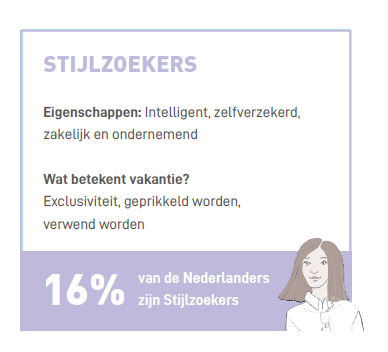 STIJLZOEKERS
Eigenschappen: Intelligent, zelfverzekerd,
zakelijk en ondernemend
Wat betekent vakantie?
Exclusiviteit, geprikkeld worden,
verwend worden
16% van de Nederlanders
zijn Stijlzoekers